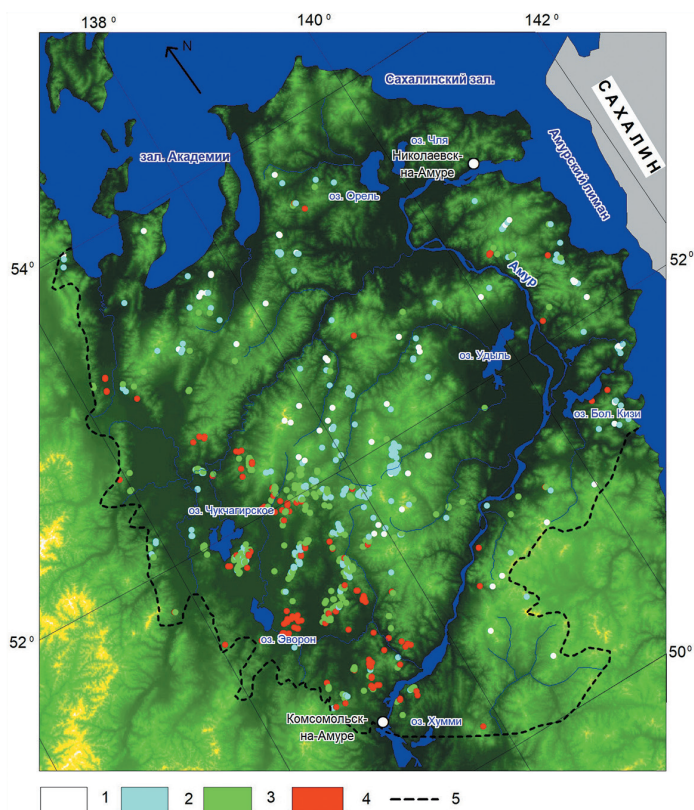 138 °
140 °
142 °
N
Сахалинский зал.
САХАЛИН
оз. Чля
зал. Академии
Николаевск-
на-Амуре
Амурский лиман
оз. Орель
54°
52°
Амур
оз. Удыль
оз. Бол. Кизи
оз. Чукчагирское
52°
оз. Эворон
50°
Комсомольск-
на-Амуре
оз. Хумми
1 2 3 4 5